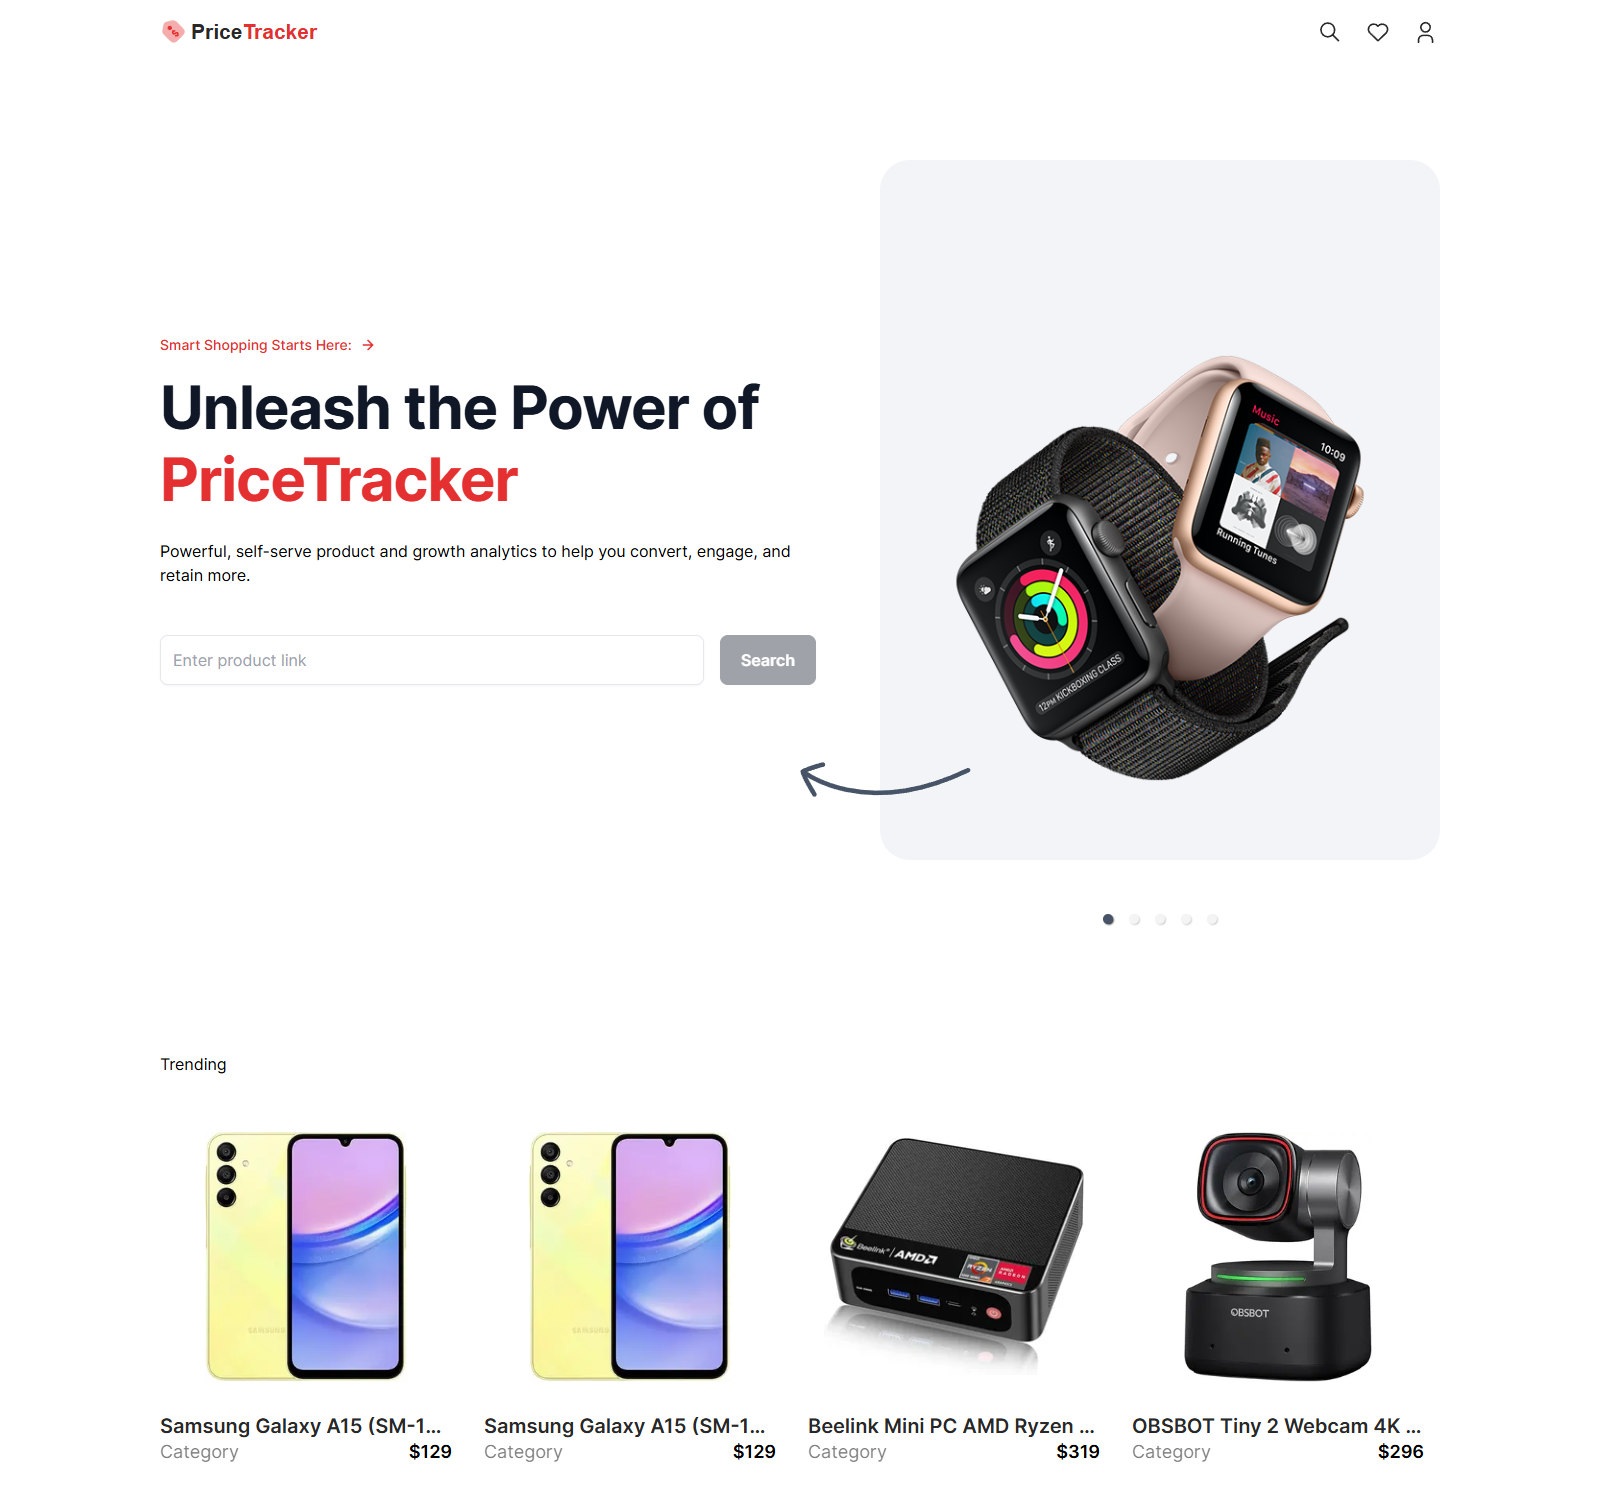 PriceTracker
Smart Shopping Starts Here:
Unleash the Power of
PriceTracker
Powerful, self-serve product and growth analytics to help you convert, engage, and
retain more.
Enter product link
Search
Music
10:09
Running Tunes
12PM KICKBOXING CLASS
Trending
SAMSUNG
SAMSUNG
Beelink
AMD
RYZEN
AMD
RADEON
OBSBOT
Samsung Galaxy A15 (SM-1...
Category
$129
Samsung Galaxy A15 (SM-1...
Category
$129
Beelink Mini PC AMD Ryzen ...
Category
$319
OBSBOT Tiny 2 Webcam 4K ...
Category
$296